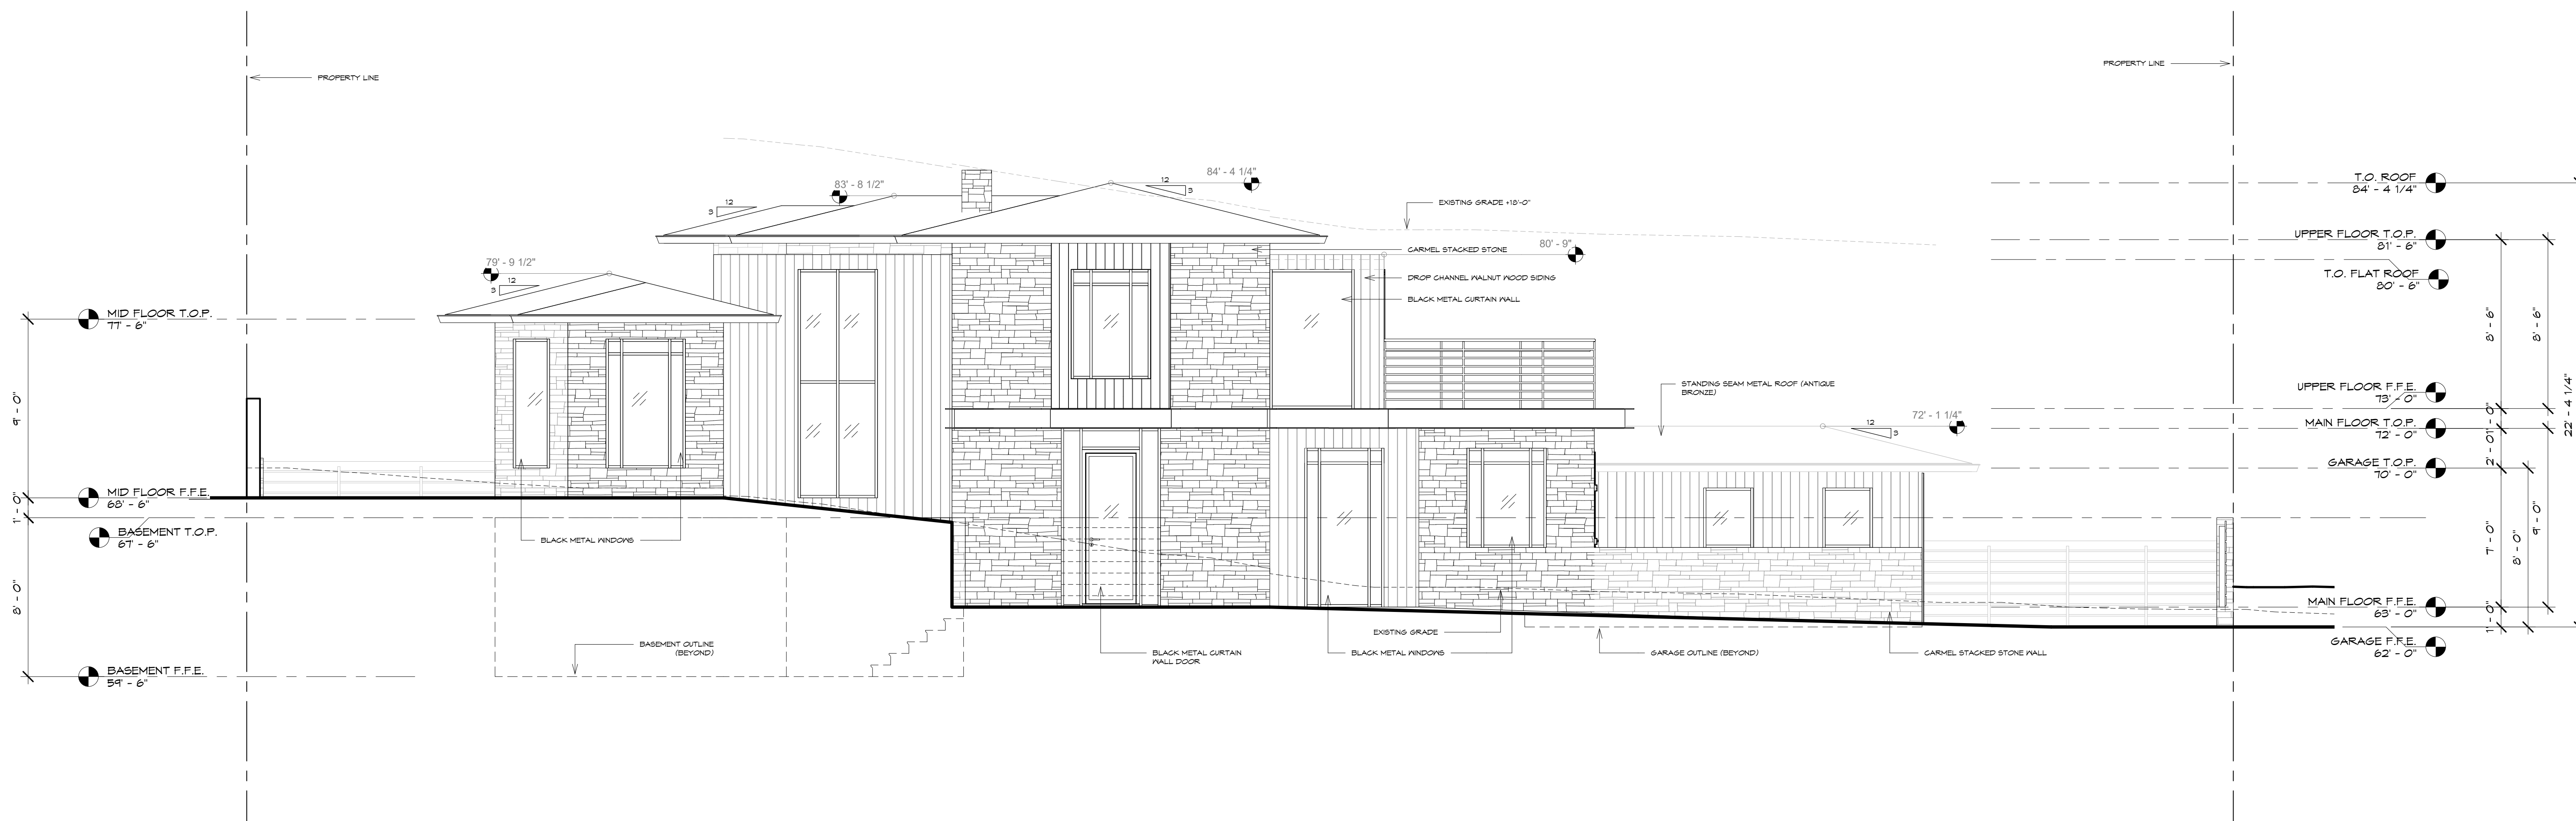 PROPERTY LINE
PROPERTY LINE
84' - 4 1/4"
83' - 8 1/2"
12
3
12
3
T.O. ROOF
84' - 4 1/4"
EXISTING GRADE +18'-0"
UPPER FLOOR T.O.P.
81' - 6"
CARMEL STACKED STONE
80' - 9"
79' - 9 1/2"
12
3
DROP CHANNEL WALNUT WOOD SIDING
T.O. FLAT ROOF
80' - 6"
BLACK METAL CURTAIN WALL
MID FLOOR T.O.P.
77' - 6"
8' - 6"
8' - 6"
STANDING SEAM METAL ROOF (ANTIQUE
BRONZE)
UPPER FLOOR F.F.E.
73' - 0"
22' - 4 1/4"
9' - 0"
72' - 1 1/4"
12
3
MAIN FLOOR T.O.P.
72' - 0"
1' - 0"
2' - 0"
GARAGE T.O.P.
70' - 0"
MID FLOOR F.F.E.
68' - 6"
1' - 0"
BASEMENT T.O.P.
67' - 6"
BLACK METAL WINDOWS
7' - 0"
8' - 0"
9' - 0"
8' - 0"
MAIN FLOOR F.F.E.
63' - 0"
1' - 0"
EXISTING GRADE
GARAGE F.F.E.
62' - 0"
BASEMENT OUTLINE
(BEYOND)
BLACK METAL CURTAIN
WALL DOOR
BLACK METAL WINDOWS
GARAGE OUTLINE (BEYOND)
CARMEL STACKED STONE WALL
BASEMENT F.F.E.
59' - 6"